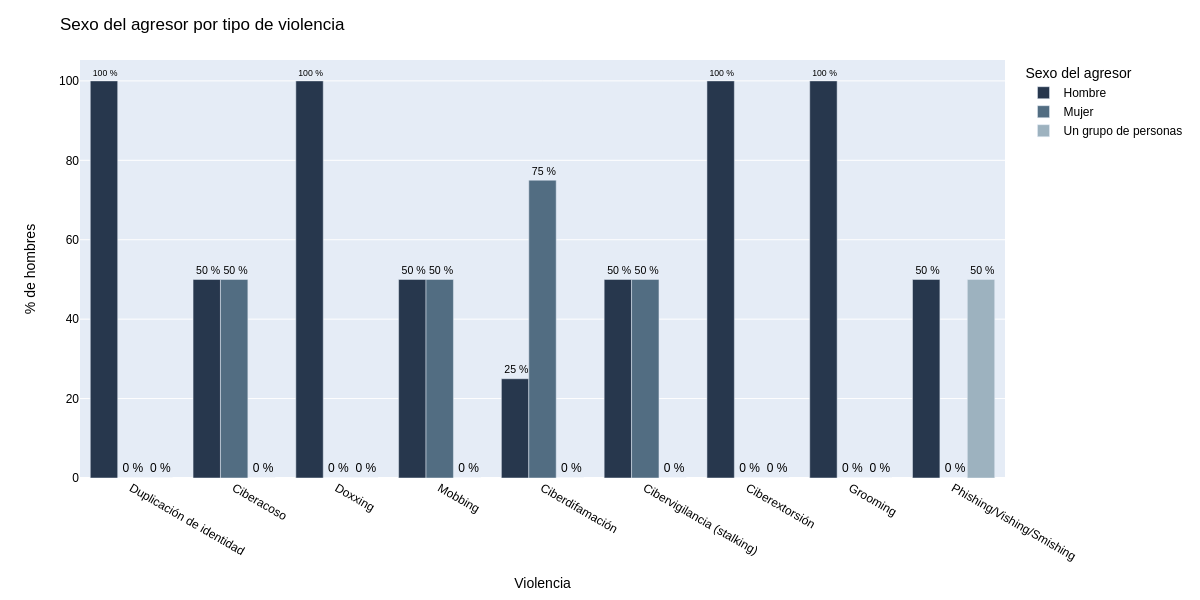 Sexo del agresor por tipo de violencia
Sexo del agresor
Hombre
Mujer
Un grupo de personas
% de hombres
100
80
60
40
20
0
100 % 0 % 0 %
50 % 50 % 0 %
100 % 0 % 0 %
50 % 50 % 0 %
25 % 75 % 0 %
50 % 50 % 0 %
100 % 0 % 0 %
100 % 0 % 0 %
50 % 0 % 50 %
Duplicación de identidad
Ciberacoso
Doxxing
Mobbing
Ciberdifamación
Cibervigilancia (stalking)
Ciberextorsión
Grooming
Phishing/Vishing/Smishing
Violencia